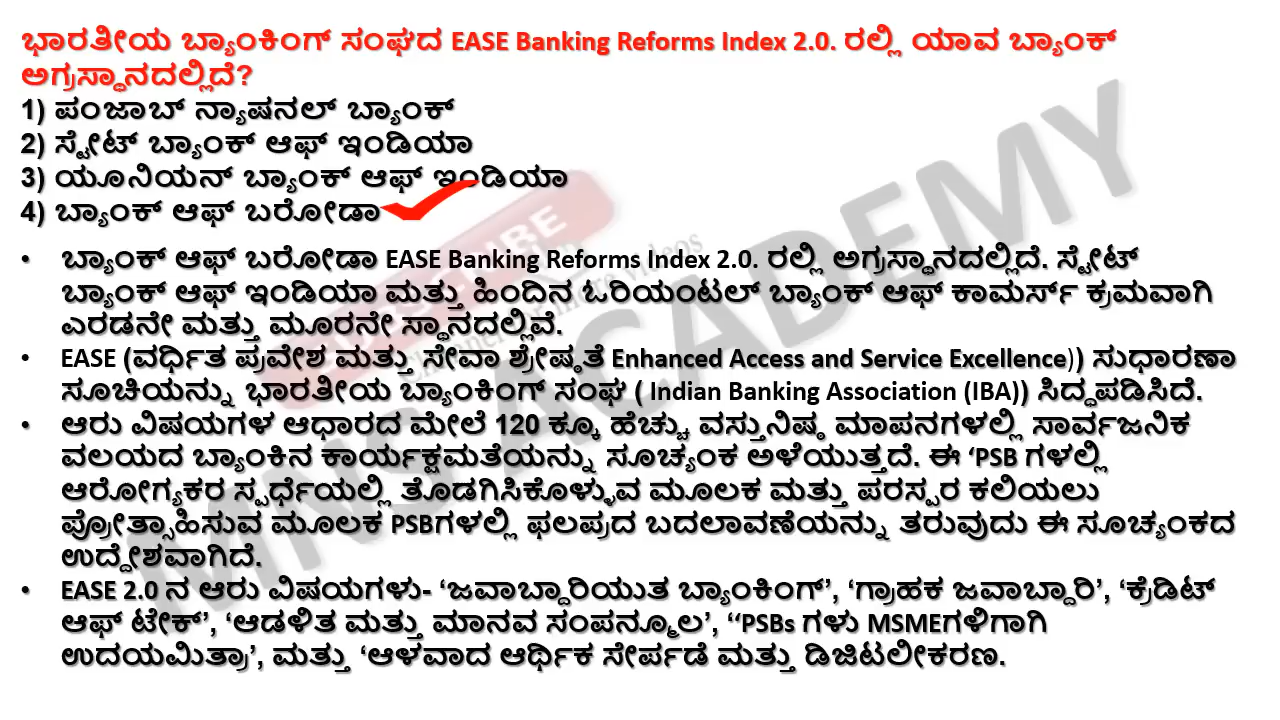 ಭಾರತೀಯ ಬ್ಯಾಂಕಿಂಗ್ ಸಂಘದ EASE Banking Reforms Index 2.0. ರಲ್ಲಿ ಯಾವ ಬ್ಯಾಂಕ್
ಅಗ್ರಸ್ಥಾನದಲ್ಲಿದೆ?
1) ಪಂಜಾಬ್ ನ್ಯಾಷನಲ್ ಬ್ಯಾಂಕ್
2) ಸ್ಟೇಟ್ ಬ್ಯಾಂಕ್ ಆಫ್ ಇಂಡಿಯಾ
3) ಯೂನಿಯನ್ ಬ್ಯಾಂಕ್ ಆಫ್ ಇಂಡಿಯಾ
4) ಬ್ಯಾಂಕ್ ಆಫ್ ಬರೋಡಾ
• ಬ್ಯಾಂಕ್ ಆಫ್ ಬರೋಡಾ EASE Banking Reforms Index 2.0. ರಲ್ಲಿ ಅಗ್ರಸ್ಥಾನದಲ್ಲಿದೆ. ಸ್ಟೇಟ್
ಬ್ಯಾಂಕ್ ಆಫ್ ಇಂಡಿಯಾ ಮತ್ತು ಹಿಂದಿನ ಓರಿಯಂಟಲ್ ಬ್ಯಾಂಕ್ ಆಫ್ ಕಾಮರ್ಸ್ ಕ್ರಮವಾಗಿ
ಎರಡನೇ ಮತ್ತು ಮೂರನೇ ಸ್ಥಾನದಲ್ಲಿವೆ.
• EASE (ವರ್ಧಿತ ಪ್ರವೇಶ ಮತ್ತು ಸೇವಾ ಶ್ರೇಷ್ಠತೆ Enhanced Access and Service Excellence)) ಸುಧಾರಣಾ
ಸೂಚಿಯನ್ನು ಭಾರತೀಯ ಬ್ಯಾಂಕಿಂಗ್ ಸಂಘ ( Indian Banking Association (IBA)) ಸಿದ್ಧಪಡಿಸಿದೆ.
• ಆರು ವಿಷಯಗಳ ಆಧಾರದ ಮೇಲೆ 120 ಕ್ಕೂ ಹೆಚ್ಚು ವಸ್ತುನಿಷ್ಠ ಮಾಪನಗಳಲ್ಲಿ ಸಾರ್ವಜನಿಕ
ವಲಯದ ಬ್ಯಾಂಕಿನ ಕಾರ್ಯಕ್ಷಮತೆಯನ್ನು ಸೂಚ್ಯಂಕ ಅಳೆಯುತ್ತದೆ. ಈ ‘PSB ಗಳಲ್ಲಿ
ಆರೋಗ್ಯಕರ ಸ್ಪರ್ಧೆಯಲ್ಲಿ ತೊಡಗಿಸಿಕೊಳ್ಳುವ ಮೂಲಕ ಮತ್ತು ಪರಸ್ಪರ ಕಲಿಯಲು
ಪ್ರೋತ್ಸಾಹಿಸುವ ಮೂಲಕ PSBಗಳಲ್ಲಿ ಫಲಪ್ರದ ಬದಲಾವಣೆಯನ್ನು ತರುವುದು ಈ ಸೂಚ್ಯಂಕದ
ಉದ್ದೇಶವಾಗಿದೆ.
• EASE 2.0 ನ ಆರು ವಿಷಯಗಳು- ‘ಜವಾಬ್ದಾರಿಯುತ ಬ್ಯಾಂಕಿಂಗ್’, ‘ಗ್ರಾಹಕ ಜವಾಬ್ದಾರಿ’, ‘ಕ್ರೆಡಿಟ್
ಆಫ್ ಟೇಕ್’, ‘ಆಡಳಿತ ಮತ್ತು ಮಾನವ ಸಂಪನ್ಮೂಲ’, ‘‘PSBs ಗಳು MSMEಗಳಿಗಾಗಿ
ಉದಯಮಿತ್ರಾ’, ಮತ್ತು ‘ಆಳವಾದ ಆರ್ಥಿಕ ಸೇರ್ಪಡೆ ಮತ್ತು ಡಿಜಿಟಲೀಕರಣ.
MNS ACADEMY